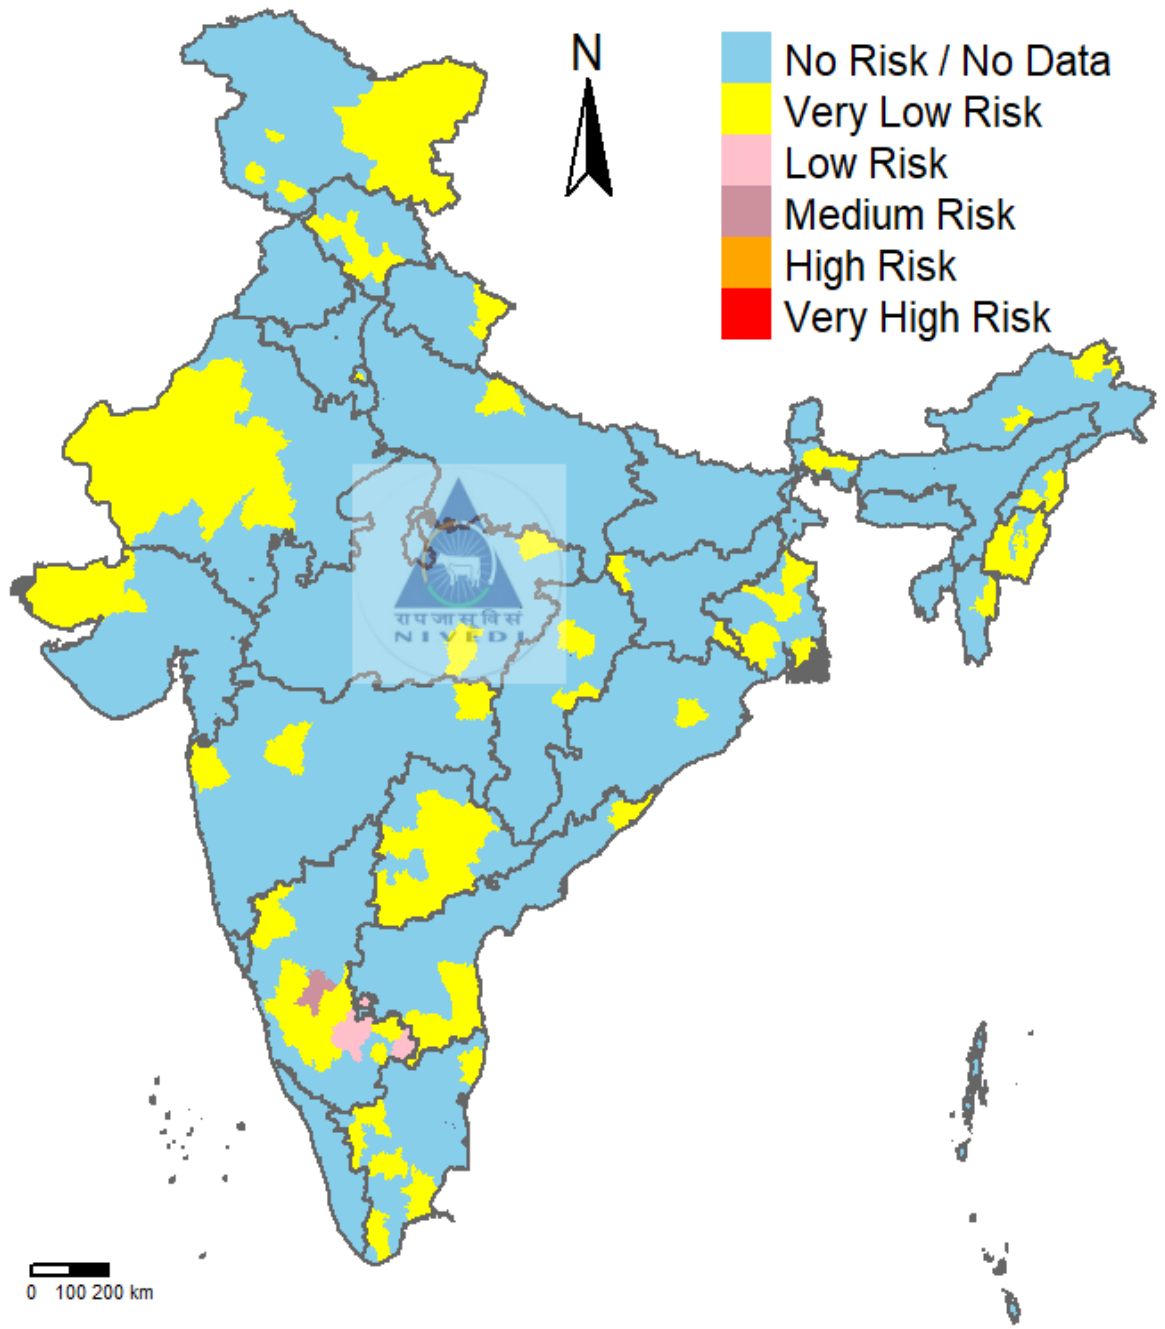 N
No Risk / No Data
Very Low Risk
Low Risk
Medium Risk
High Risk
Very High Risk
रा प जा सू वि सं
NIVEDI
0 100 200 km